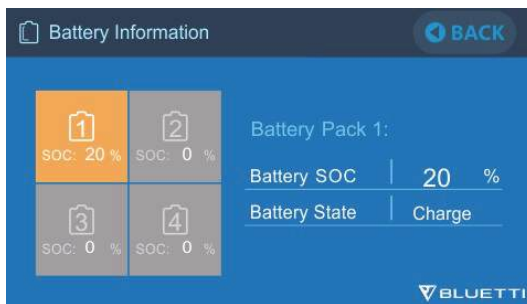 Battery Information
BACK
1
SOC: 20 %
2
SOC: 0 %
3
SOC: 0 %
4
SOC: 0 %
Battery Pack 1:
Battery SOC 20 %
Battery State Charge
BLUETTI